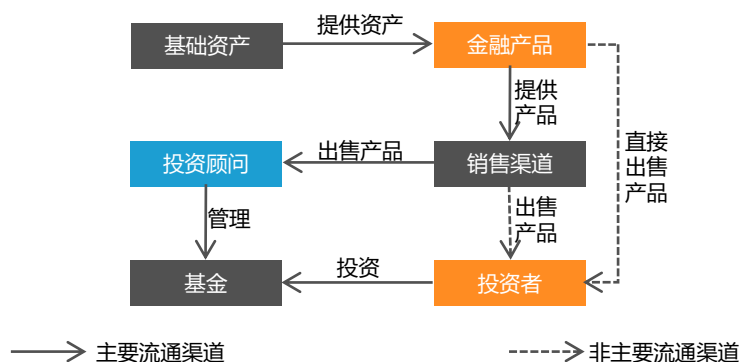 提供资产
基础资产
金融产品
提供
产品
直接
出售
产品
出售产品
投资顾问
销售渠道
管理
出售
产品
投资
基金
投资者
主要流通渠道
非主要流通渠道